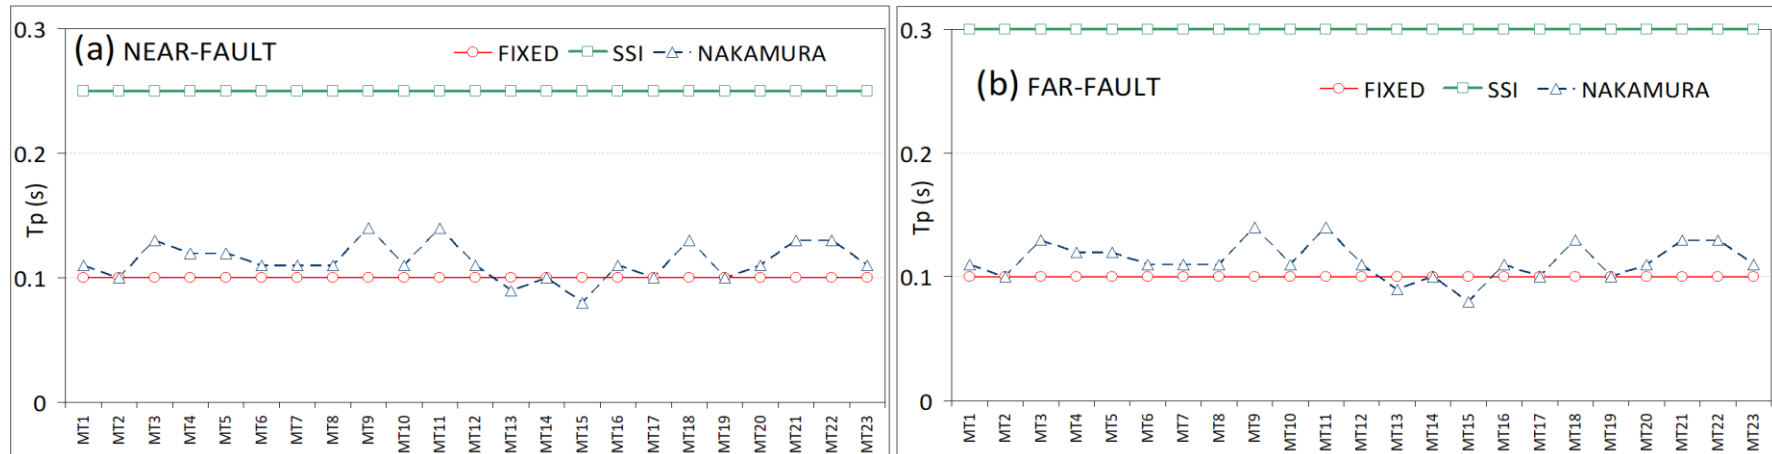 (a) NEAR-FAULT
FIXED SSI NAKAMURA
0.3
0.2
0.1
0
Tp (s)
MT1 MT2 MT3 MT4 MT5 MT6 MT7 MT8 MT9 MT10 MT11 MT12 MT13 MT14 MT15 MT16 MT17 MT18 MT19 MT20 MT21 MT22 MT23
(b) FAR-FAULT
FIXED SSI NAKAMURA
0.3
0.2
0.1
0
Tp (s)
MT1 MT2 MT3 MT4 MT5 MT6 MT7 MT8 MT9 MT10 MT11 MT12 MT13 MT14 MT15 MT16 MT17 MT18 MT19 MT20 MT21 MT22 MT23